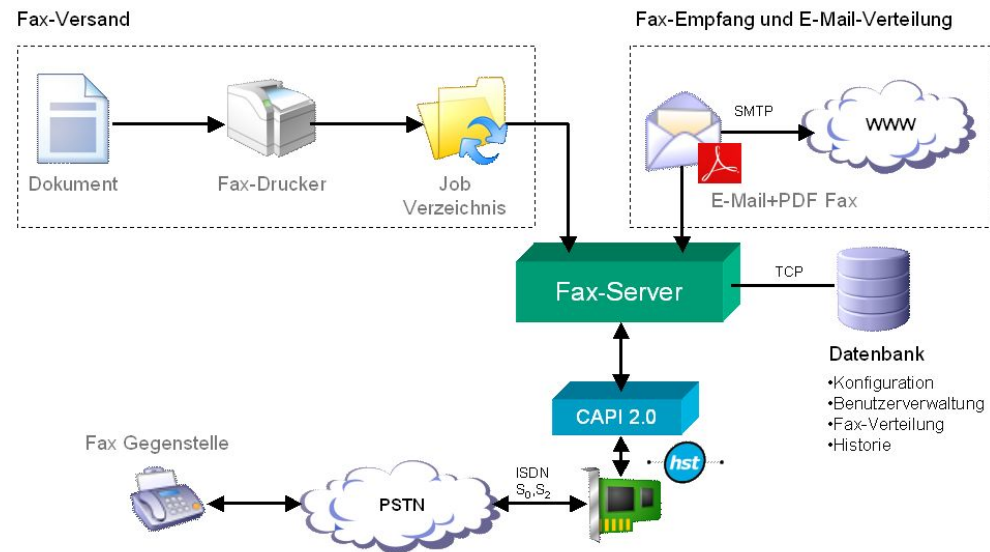 Fax-Versand
Fax-Empfang und E-Mail-Verteilung
Dokument
Fax-Drucker
Job
Verzeichnis
SMTP
WWW
E-Mail+PDF Fax
Fax-Server
TCP
Datenbank
•Konfiguration
•Benutzerverwaltung
•Fax-Verteilung
•Historie
CAPI 2.0
hst
Fax Gegenstelle
PSTN
ISDN
S₀,S₂